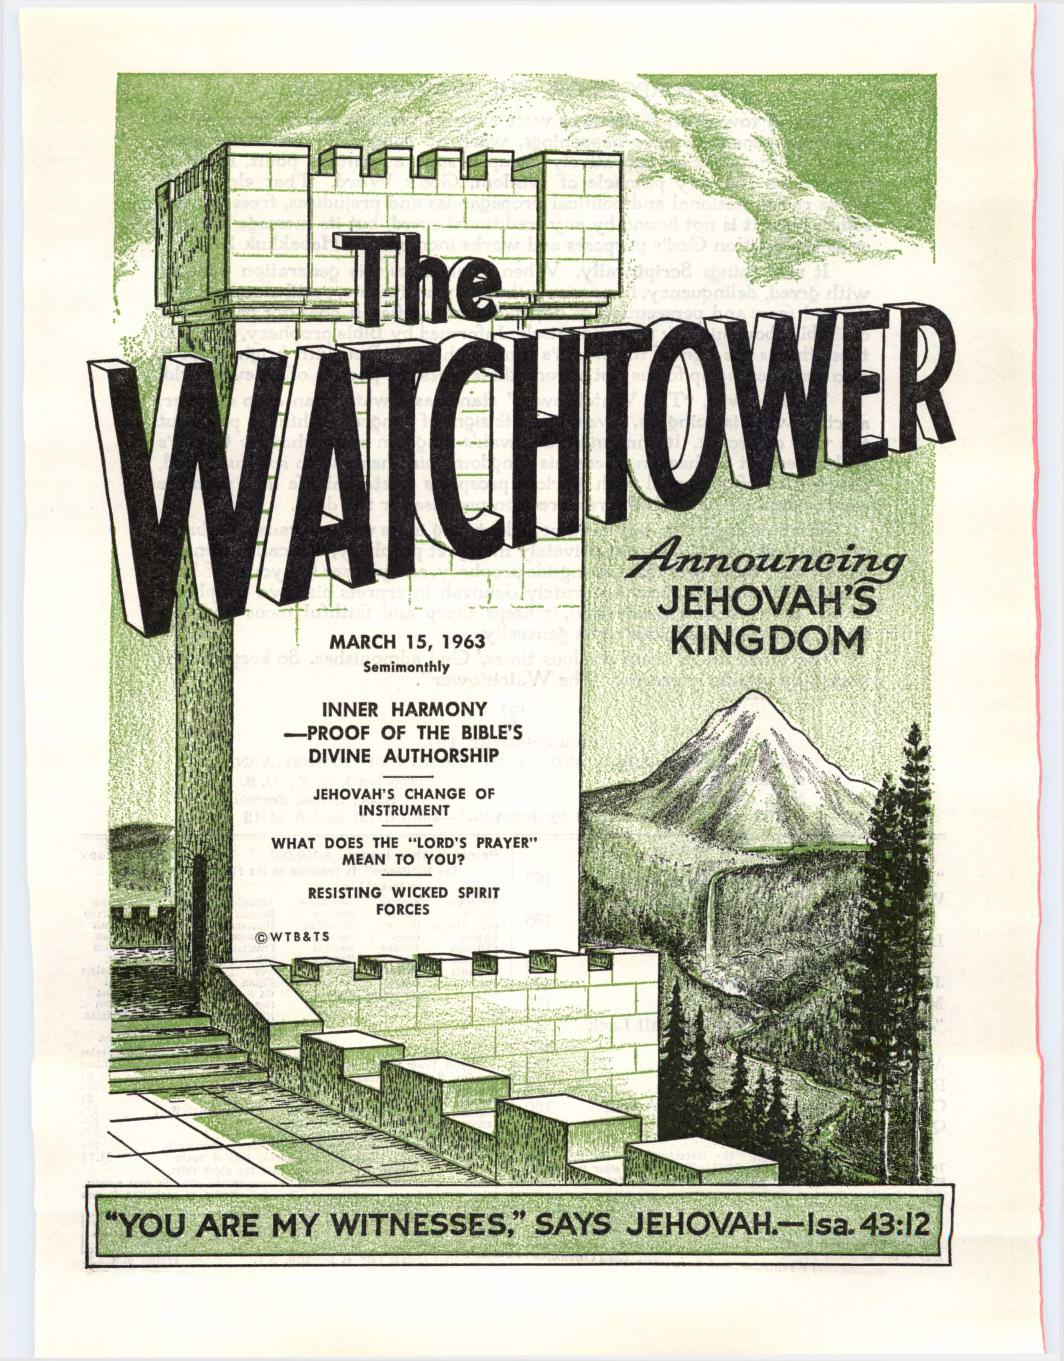 The
WATCHTOWER
Announcing
JEHOVAH'S
KINGDOM
MARCH 15, 1963
Semimonthly
INNER HARMONY
—PROOF OF THE BIBLE'S
DIVINE AUTHORSHIP
JEHOVAH'S CHANGE OF
INSTRUMENT
WHAT DOES THE “LORD'S PRAYER”
MEAN TO YOU?
RESISTING WICKED SPIRIT
FORCES
©WTB&TS
“YOU ARE MY WITNESSES,” SAYS JEHOVAH.—Isa. 43:12